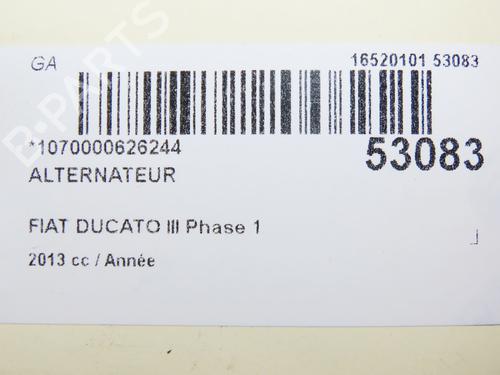 GA
16520101 53083
*1070000626244
53083
ALTERNATEUR
FIAT DUCATO III Phase 1
2013 cc / Année
B-PARTS